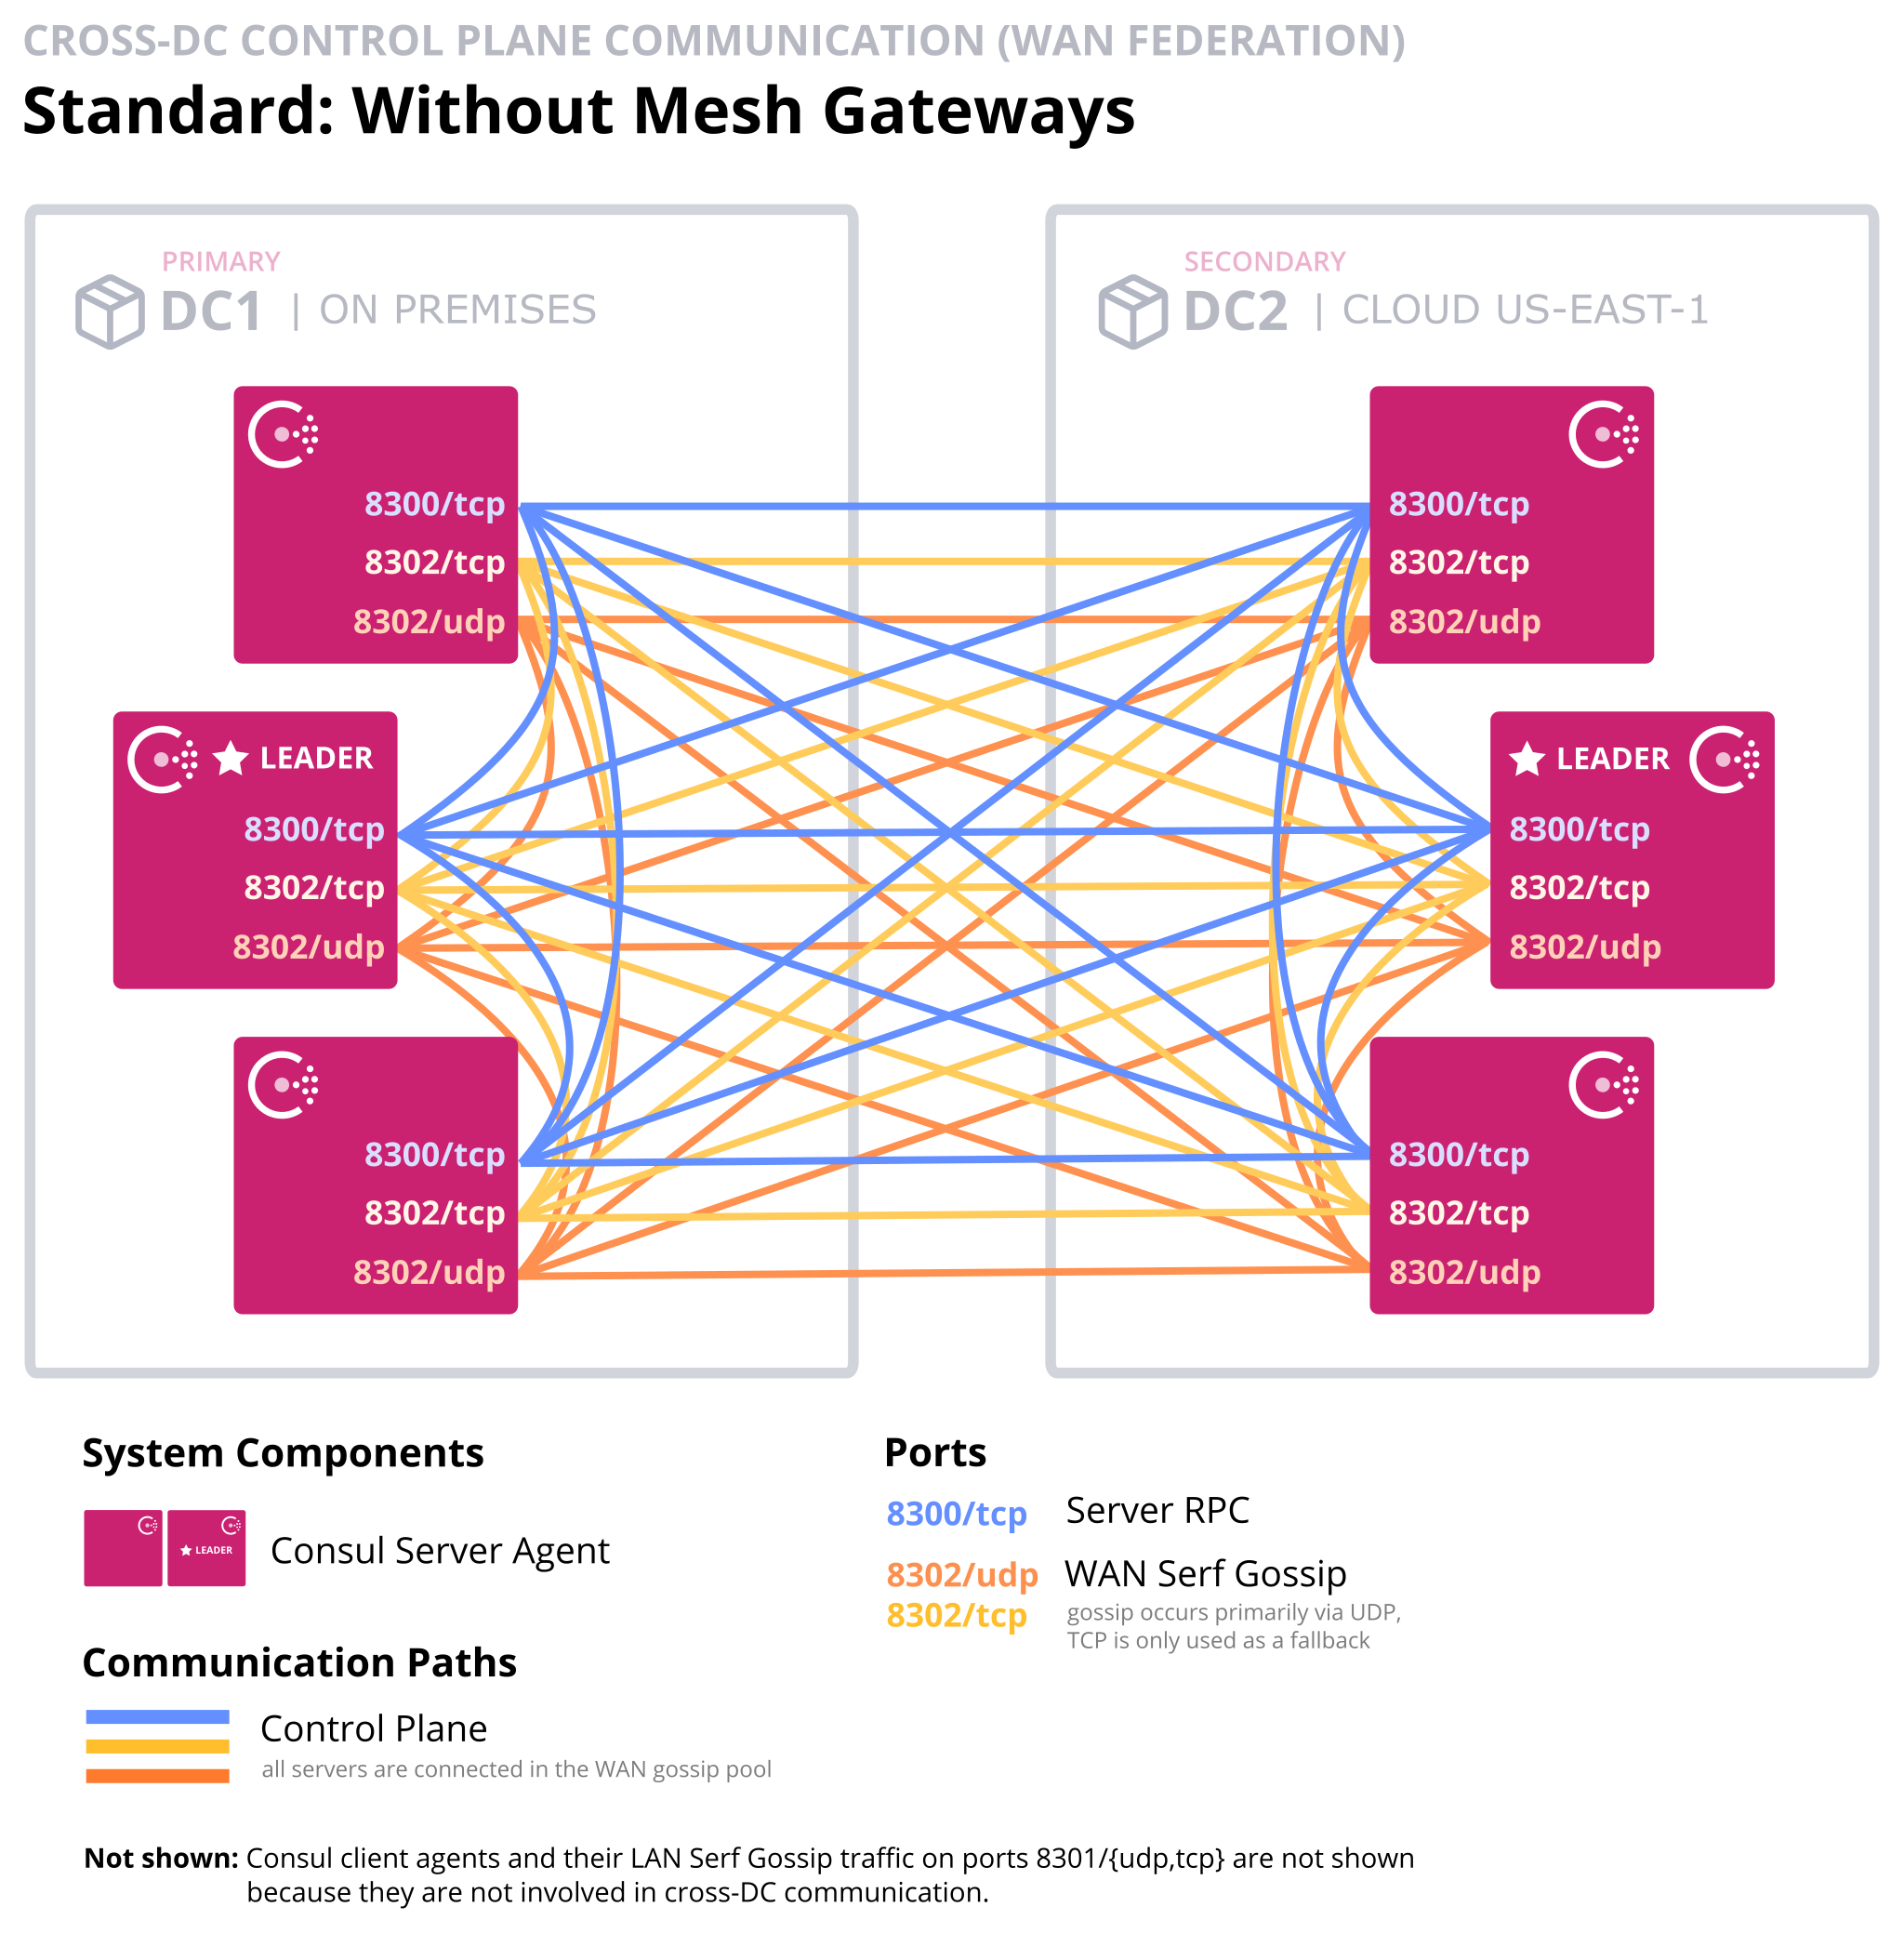 CROSS-DC CONTROL PLANE COMMUNICATION (WAN FEDERATION)
Standard: Without Mesh Gateways
PRIMARY
DC1 | ON PREMISES
8300/tcp
8302/tcp
8302/udp
LEADER
8300/tcp
8302/tcp
8302/udp
8300/tcp
8302/tcp
8302/udp
SECONDARY
DC2 | CLOUD US-EAST-1
8300/tcp
8302/tcp
8302/udp
LEADER
8300/tcp
8302/tcp
8302/udp
8300/tcp
8302/tcp
8302/udp
System Components
LEADER
Consul Server Agent
Communication Paths
Control Plane
all servers are connected in the WAN gossip pool
Ports
8300/tcp Server RPC
8302/udp WAN Serf Gossip
8302/tcp gossip occurs primarily via UDP,
TCP is only used as a fallback
Not shown: Consul client agents and their LAN Serf Gossip traffic on ports 8301/{udp,tcp} are not shown
because they are not involved in cross-DC communication.